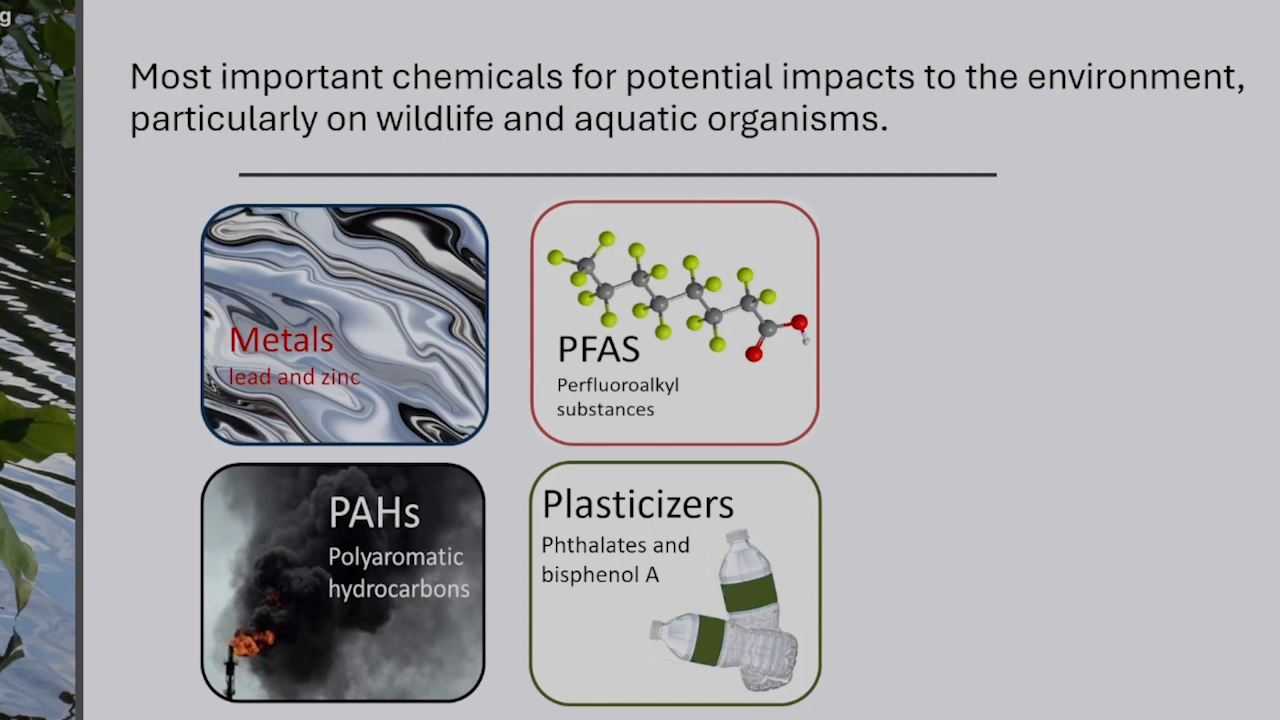 g
Most important chemicals for potential impacts to the environment,
particularly on wildlife and aquatic organisms.
Metals
lead and zinc
PFAS
Perfluoroalkyl
substances
PAHs
Polyaromatic
hydrocarbons
Plasticizers
Phthalates and
bisphenol A